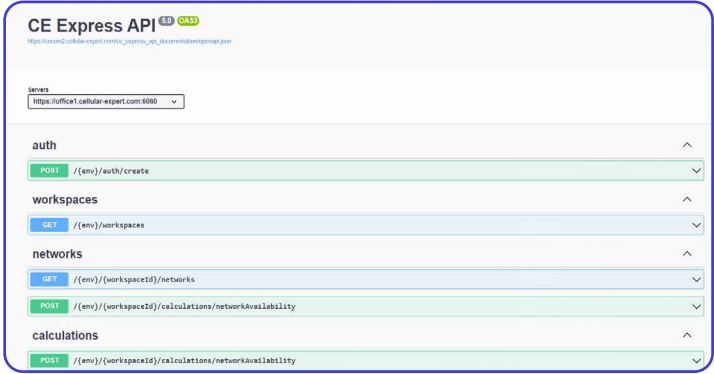 CE Express API 5.0 OAS3
https://cecom2.cellular-expert.com/ce_express_api_documentation/openapi.json
Servers
https://office1.cellular-expert.com:6060
auth
POST /{env}/auth/create
workspaces
GET /{env}/workspaces
networks
GET /{env}/{workspaceId}/networks
POST /{env}/{workspaceId}/calculations/networkAvailability
calculations
POST /{env}/{workspaceId}/calculations/networkAvailability